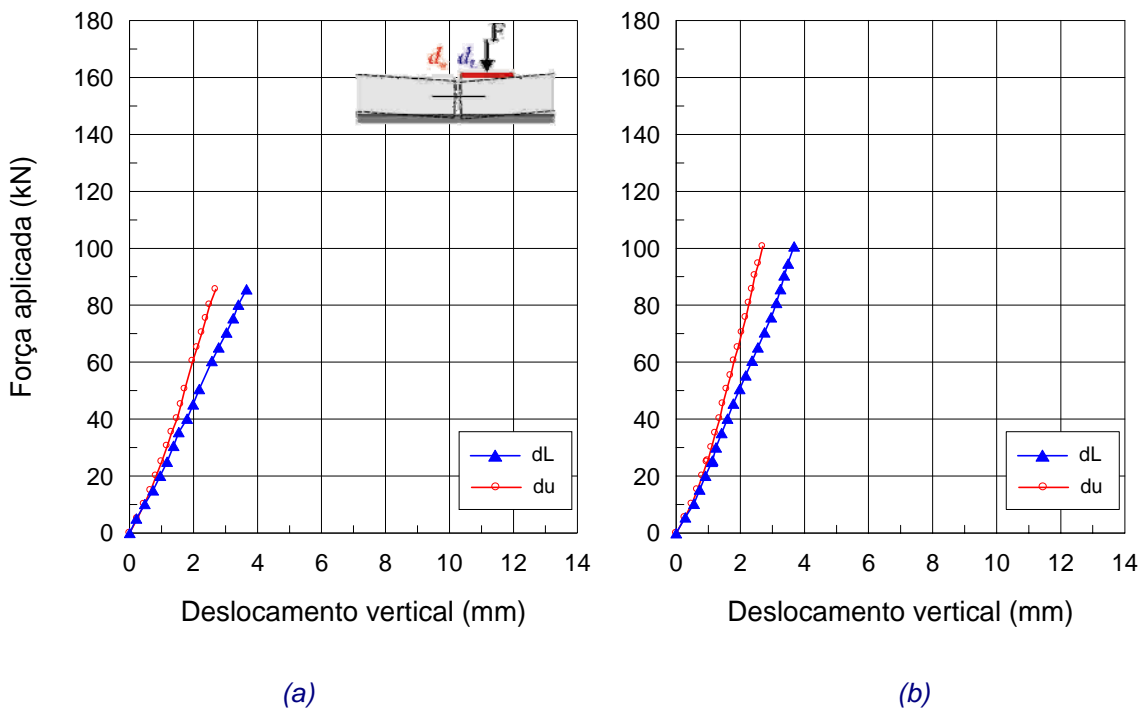 180
160
140
120
100
80
60
40
20
0
Força aplicada (kN)
du dL F
dL
du
0 2 4 6 8 10 12 14
Deslocamento vertical (mm)
(a)
180
160
140
120
100
80
60
40
20
0
dL
du
0 2 4 6 8 10 12 14
Deslocamento vertical (mm)
(b)